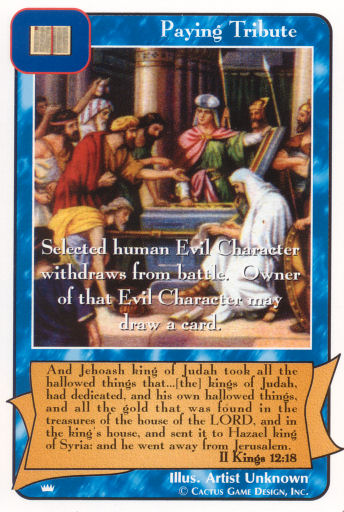 Paying Tribute
Selected human Evil Character
withdraws from battle. Owner
of that Evil Character may
draw a card.
And Jehoash king of Judah took all the
hallowed things that...[the] kings of Judah,
had dedicated, and his own hallowed things,
and all the gold that was found in the
treasures of the house of the LORD, and in
the king's house, and sent it to Hazael king
of Syria: and he went away from Jerusalem.
II Kings 12:18
Illus. Artist Unknown
© Cactus Game Design, Inc.